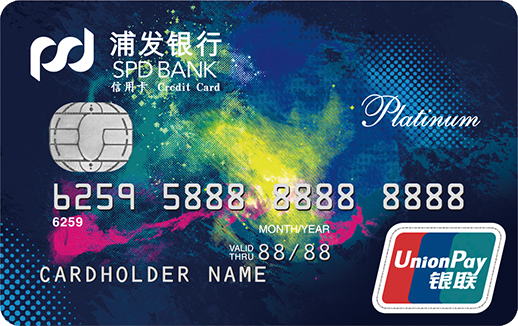 浦发银行
SPD BANK
信用卡 Credit Card
Platinum
6259 5888 8888 8888
6259
MONTH/YEAR
VALID THRU 88/88
CARDHOLDER NAME
UnionPay
银联